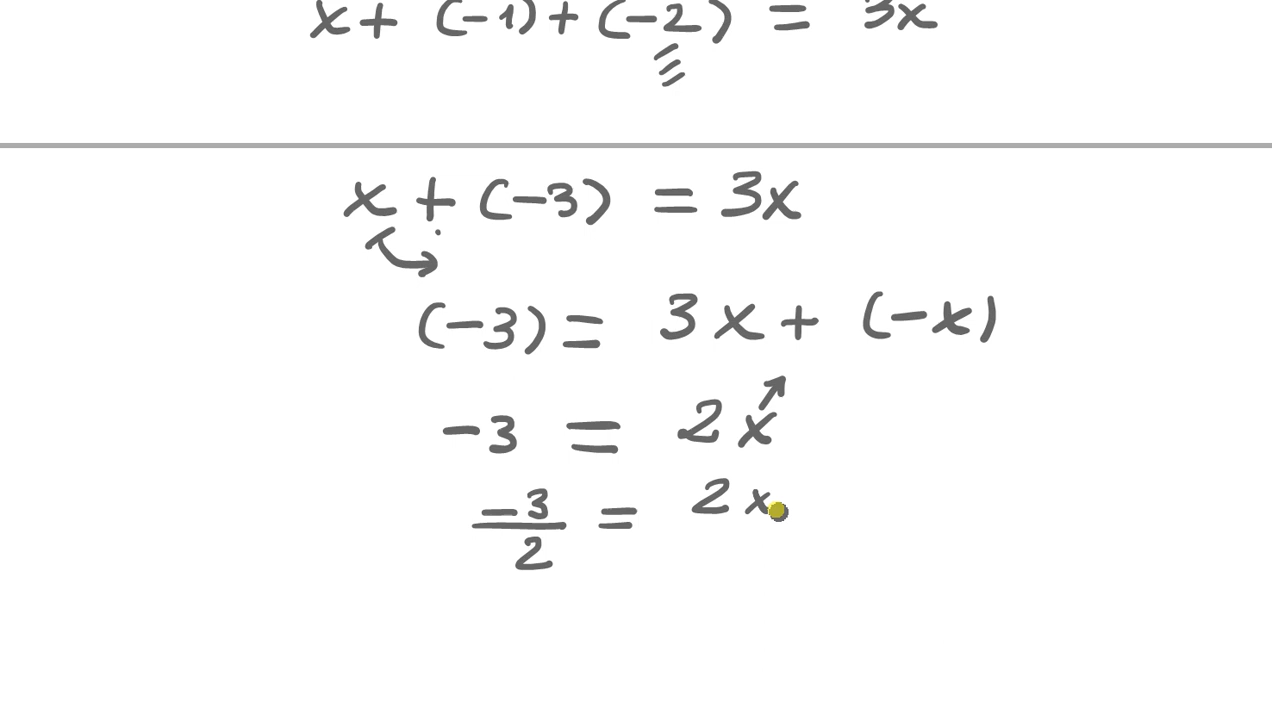 x + (-1) + (-2) = 3x
x + (-3) = 3x
(-3) = 3x + (-x)
-3 = 2x
-3/2 = 2x